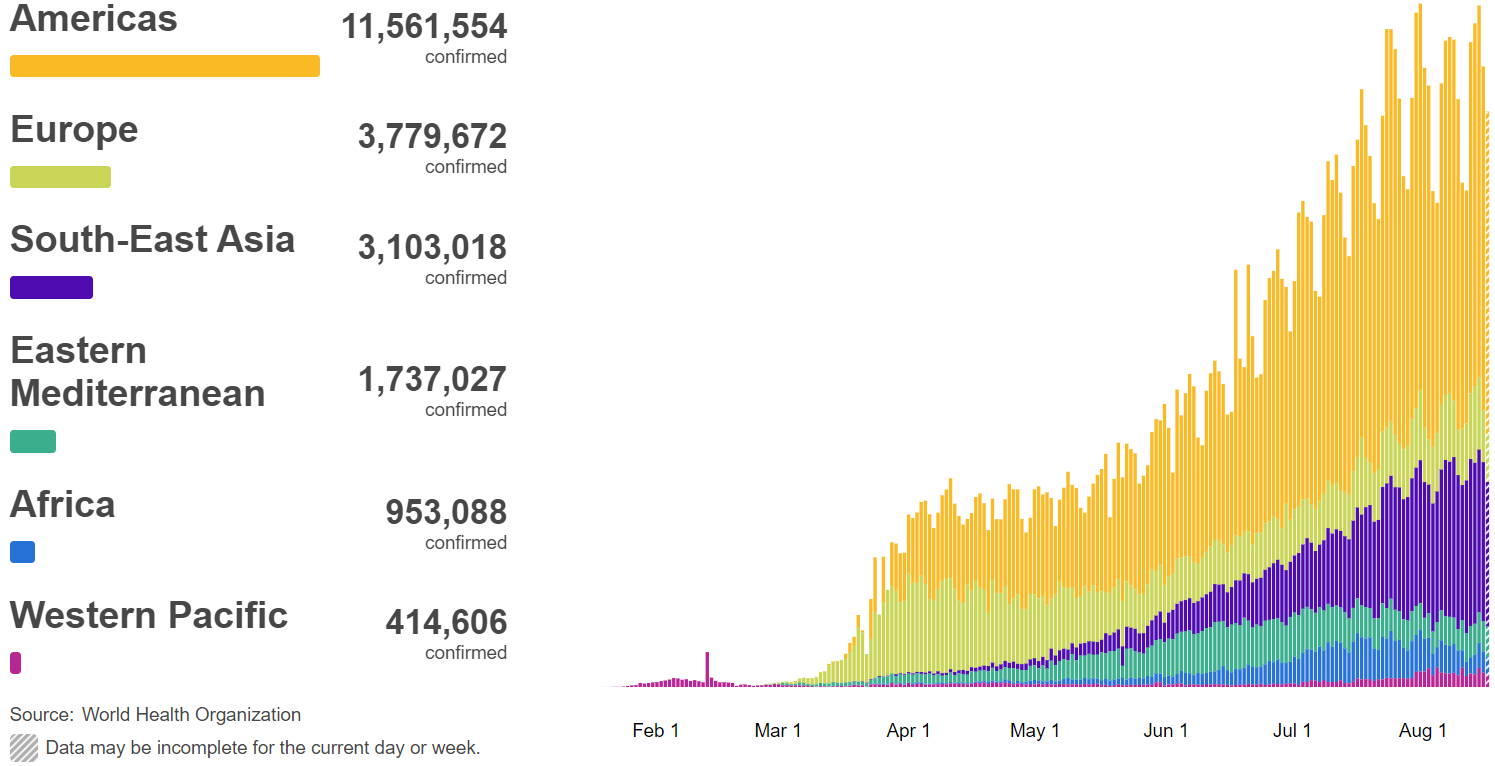 Americas
11,561,554
confirmed
Europe
3,779,672
confirmed
South-East Asia
3,103,018
confirmed
Eastern
Mediterranean
1,737,027
confirmed
Africa
953,088
confirmed
Western Pacific
414,606
confirmed
Source: World Health Organization
Data may be incomplete for the current day or week.
Feb 1 Mar 1 Apr 1 May 1 Jun 1 Jul 1 Aug 1